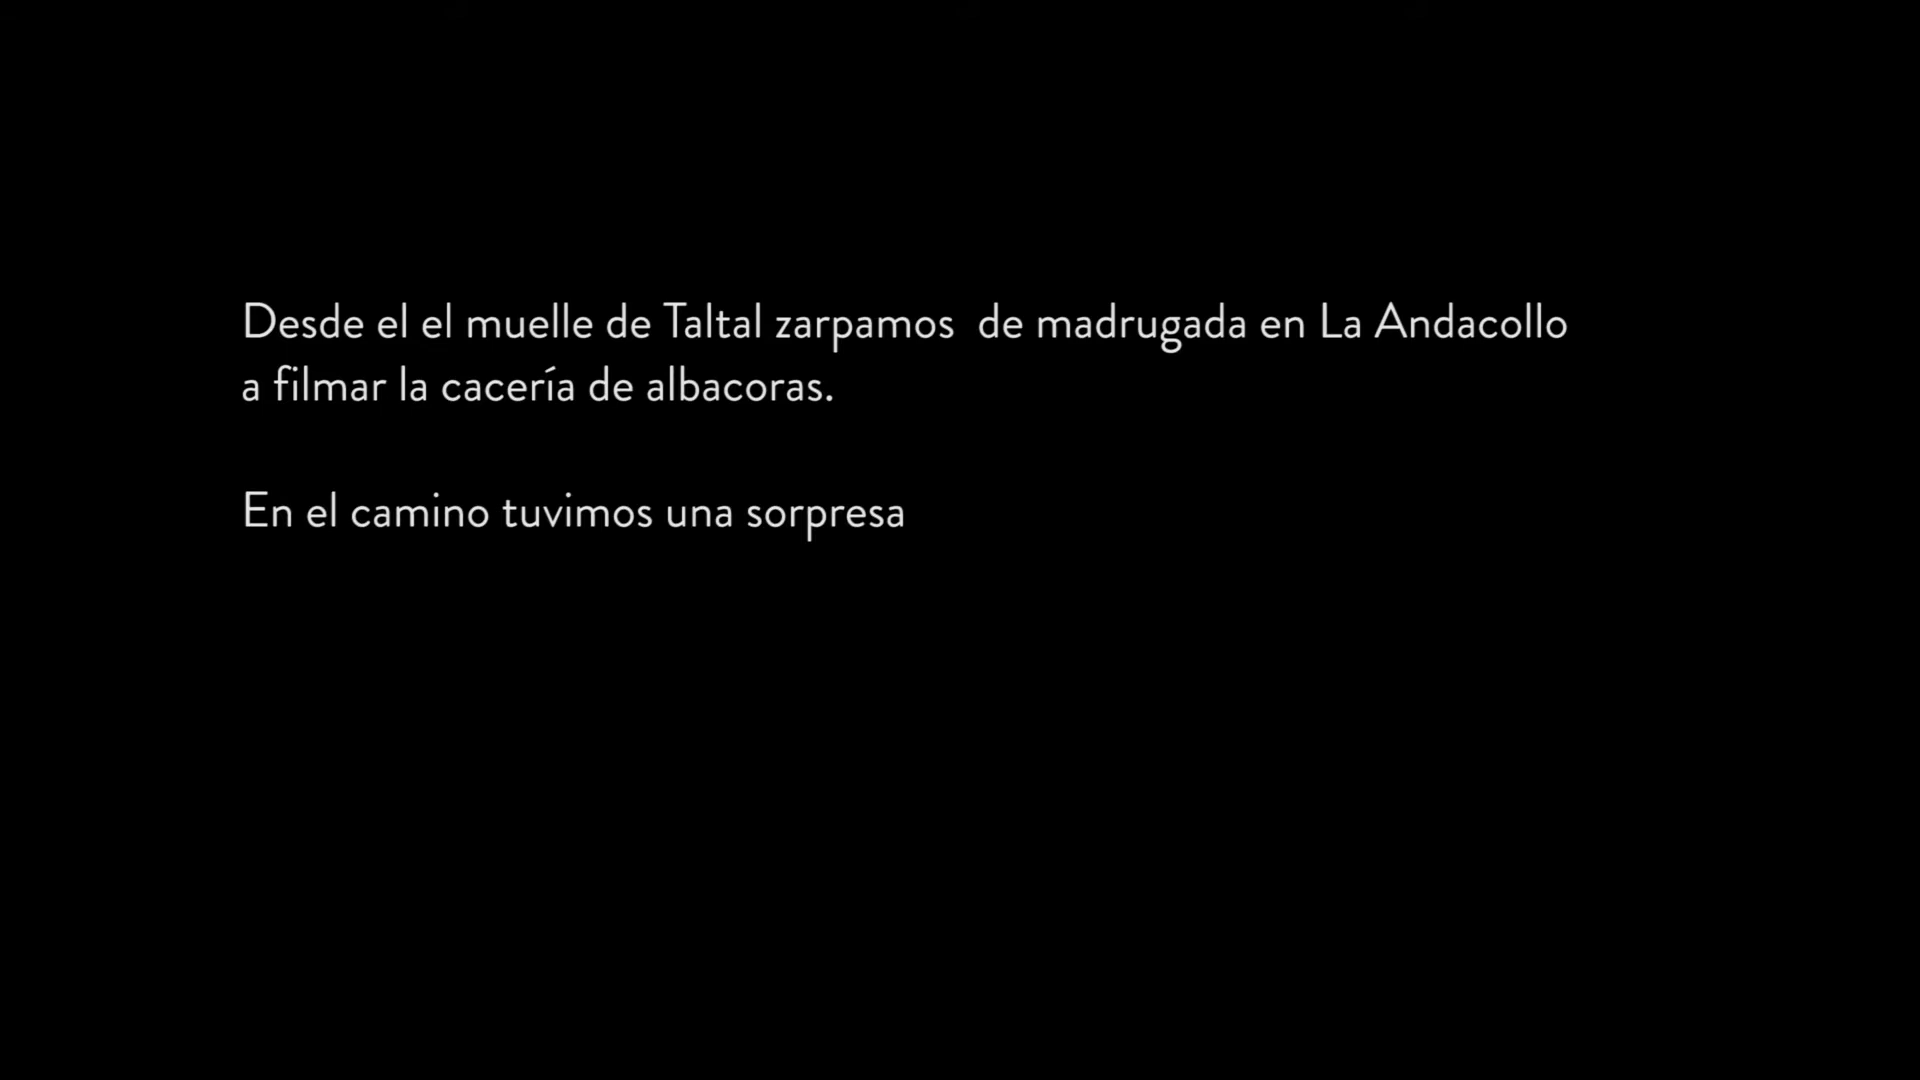 Desde el el muelle de Taltal zarpamos  de madrugada en La Andacollo
a filmar la cacería de albacoras.
En el camino tuvimos una sorpresa